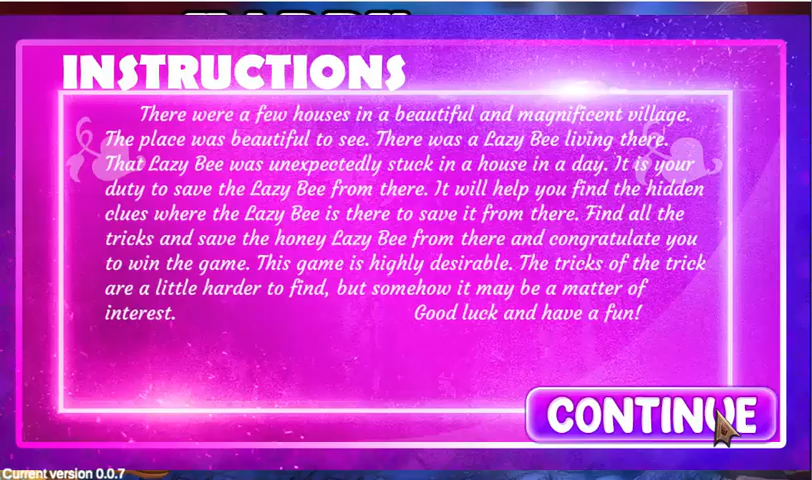 INSTRUCTIONS
There were a few houses in a beautiful and magnificent village.
The place was beautiful to see. There was a Lazy Bee living there.
That Lazy Bee was unexpectedly stuck in a house in a day. It is your
duty to save the Lazy Bee from there. It will help you find the hidden
clues where the Lazy Bee is there to save it from there. Find all the
tricks and save the honey Lazy Bee from there and congratulate you
to win the game. This game is highly desirable. The tricks of the trick
are a little harder to find, but somehow it may be a matter of
interest. Good luck and have a fun!
CONTINUE
Current version 0.0.7